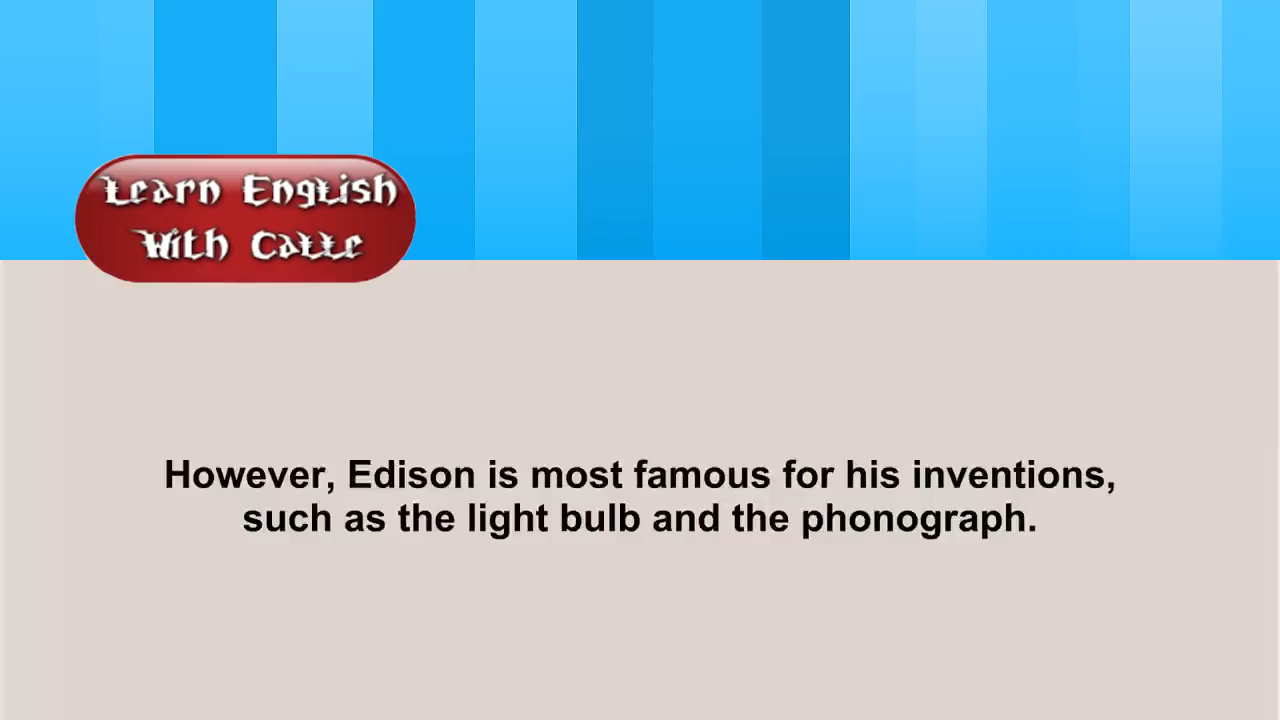 Learn English
With Catte
However, Edison is most famous for his inventions,
such as the light bulb and the phonograph.